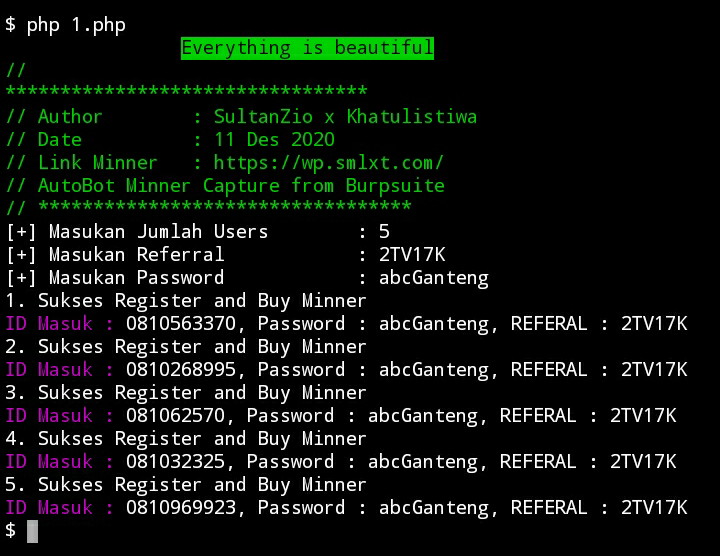 $ php 1.php
Everything is beautiful
//
*********************************
// Author : SultanZio x Khatulistiwa
// Date : 11 Des 2020
// Link Minner : https://wp.smlxt.com/
// AutoBot Minner Capture from Burpsuite
// **********************************
[+] Masukan Jumlah Users : 5
[+] Masukan Referral : 2TV17K
[+] Masukan Password : abcGanteng
1. Sukses Register and Buy Minner
ID Masuk : 0810563370, Password : abcGanteng, REFERAL : 2TV17K
2. Sukses Register and Buy Minner
ID Masuk : 0810268995, Password : abcGanteng, REFERAL : 2TV17K
3. Sukses Register and Buy Minner
ID Masuk : 081062570, Password : abcGanteng, REFERAL : 2TV17K
4. Sukses Register and Buy Minner
ID Masuk : 081032325, Password : abcGanteng, REFERAL : 2TV17K
5. Sukses Register and Buy Minner
ID Masuk : 0810969923, Password : abcGanteng, REFERAL : 2TV17K
$